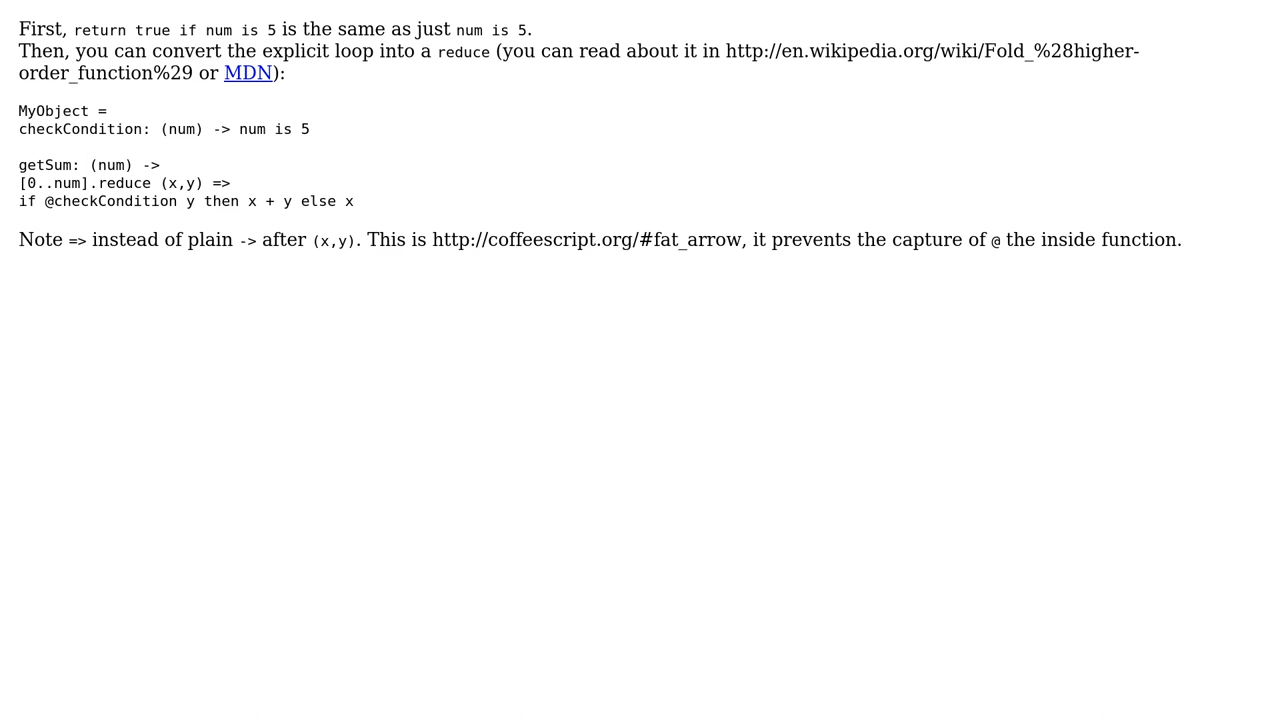 First, return true if num is 5 is the same as just num is 5.
Then, you can convert the explicit loop into a reduce (you can read about it in http://en.wikipedia.org/wiki/Fold_%28higher-
order_function%29 or MDN):
MyObject =
checkCondition: (num) -> num is 5
getSum: (num) ->
[0..num].reduce (x,y) =>
if @checkCondition y then x + y else x
Note => instead of plain -> after (x,y). This is http://coffeescript.org/#fat_arrow, it prevents the capture of @ the inside function.